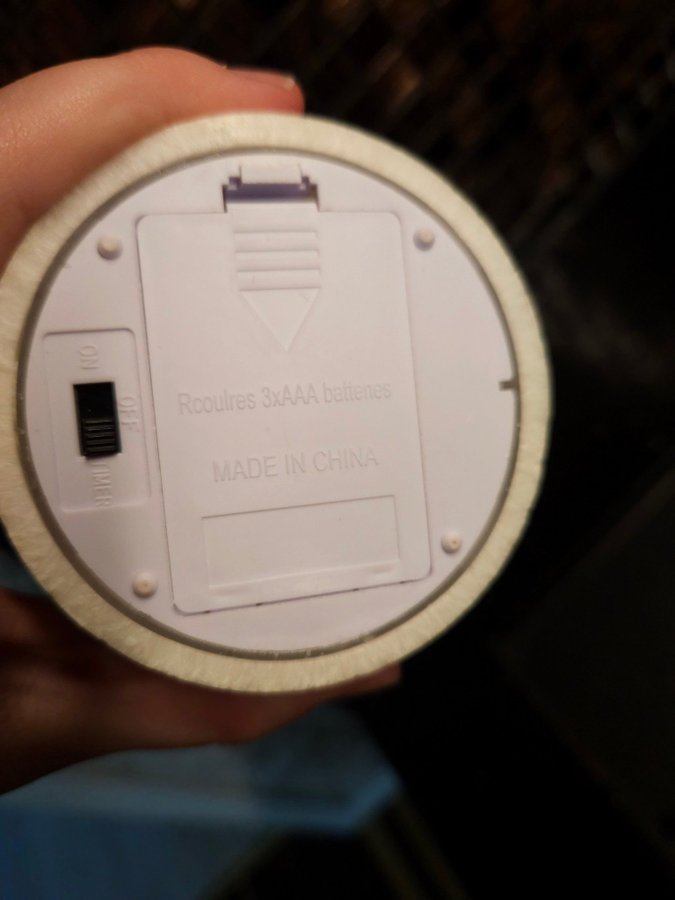 ON
OFF
TIMER
Rcoulres 3xAAA battenes
MADE IN CHINA